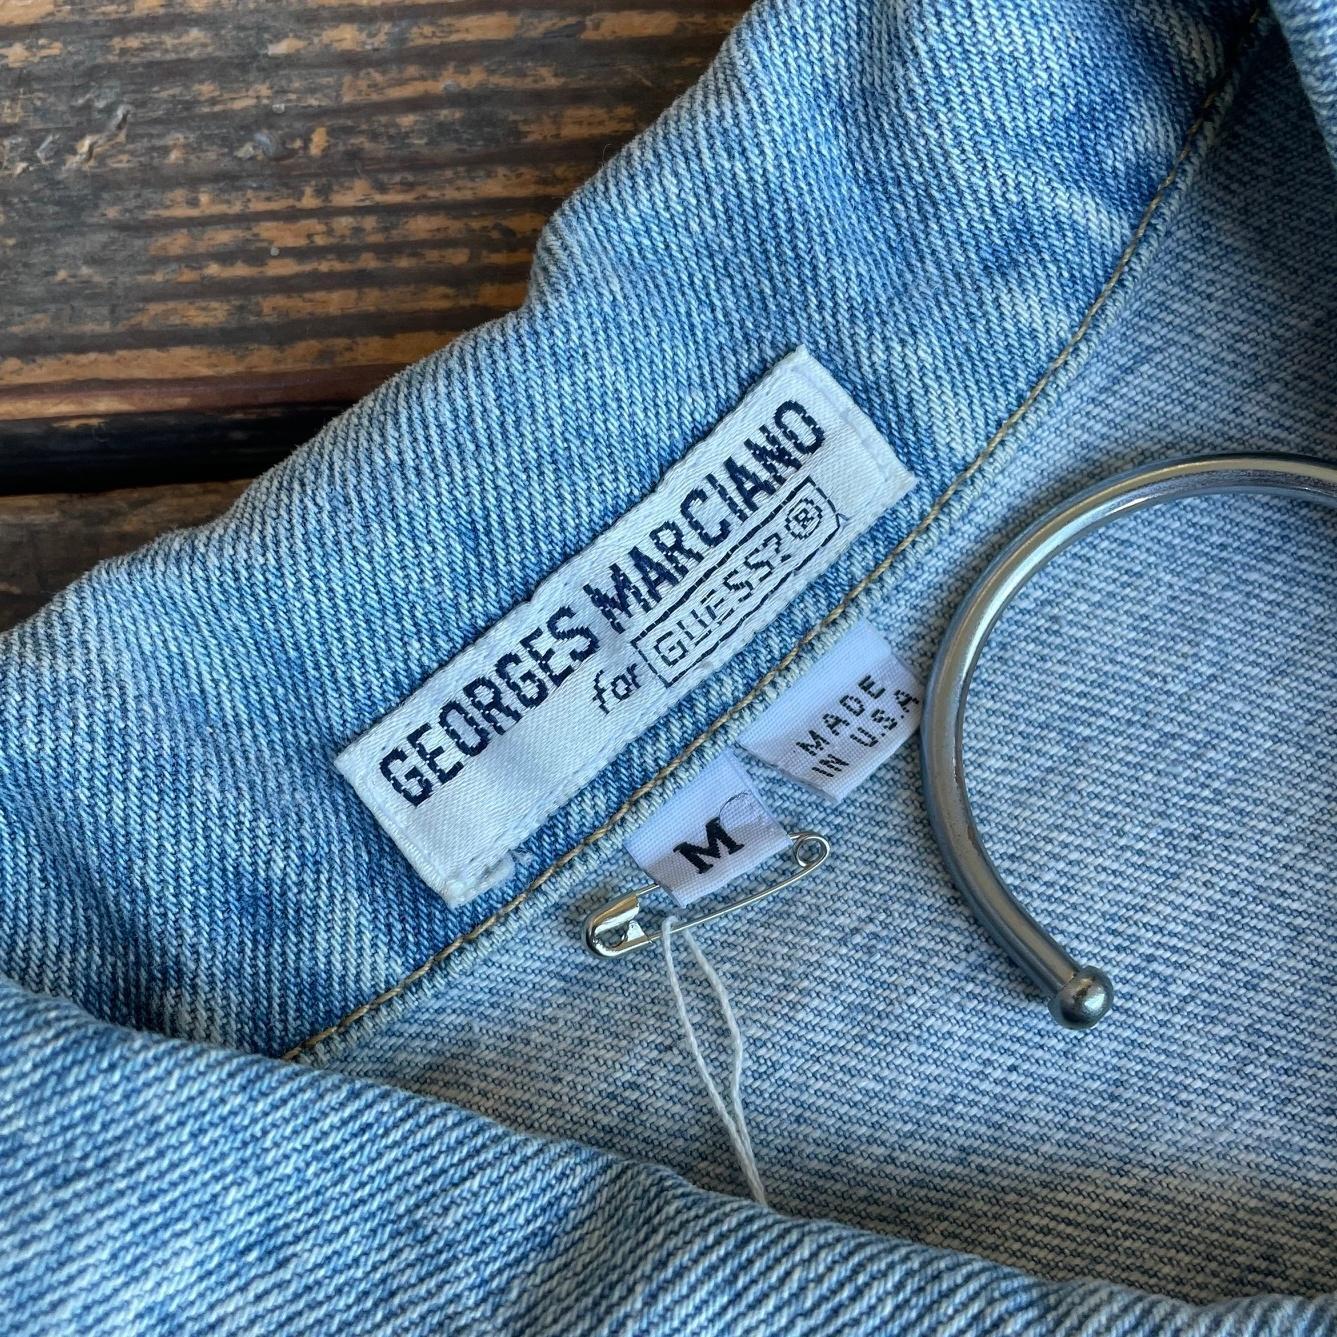 GEORGES MARCIANO
for GUESS?®
MADE
IN U.S.A
M